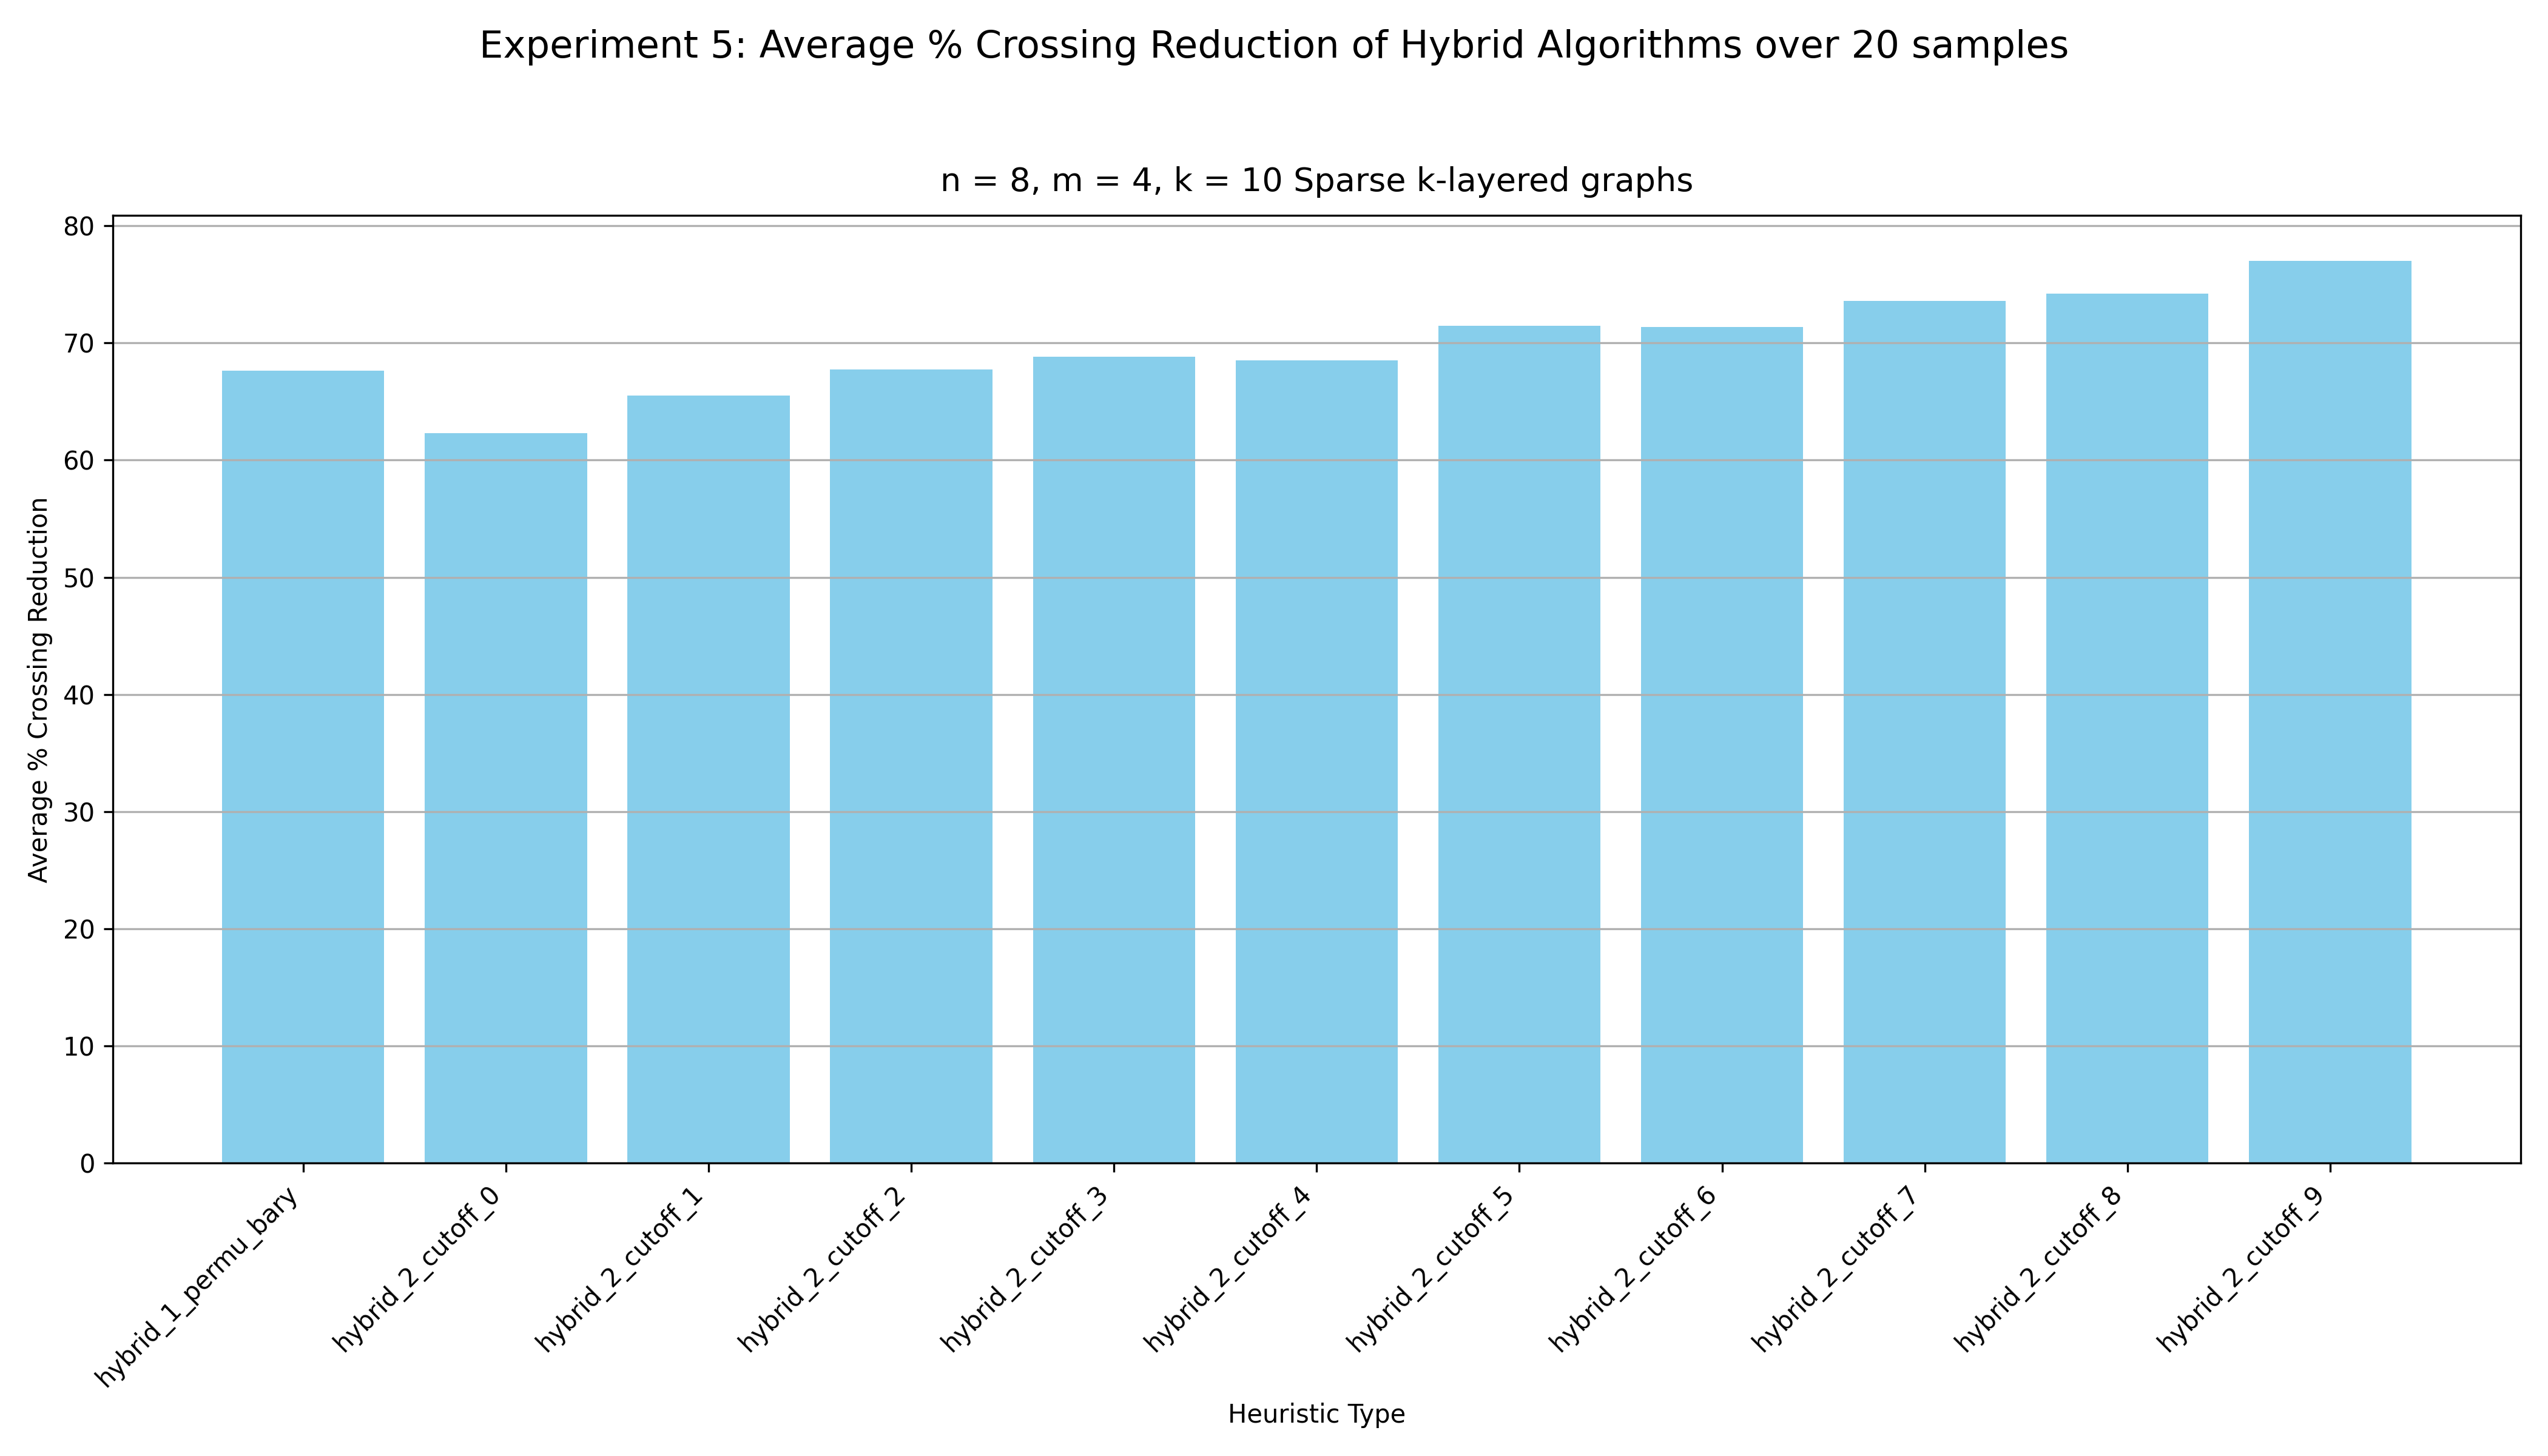 Experiment 5: Average % Crossing Reduction of Hybrid Algorithms over 20 samples
n = 8, m = 4, k = 10 Sparse k-layered graphs
Average % Crossing Reduction
80
70
60
50
40
30
20
10
0
hybrid_1_permu_bary
hybrid_2_cutoff_0
hybrid_2_cutoff_1
hybrid_2_cutoff_2
hybrid_2_cutoff_3
hybrid_2_cutoff_4
hybrid_2_cutoff_5
hybrid_2_cutoff_6
hybrid_2_cutoff_7
hybrid_2_cutoff_8
hybrid_2_cutoff_9
Heuristic Type